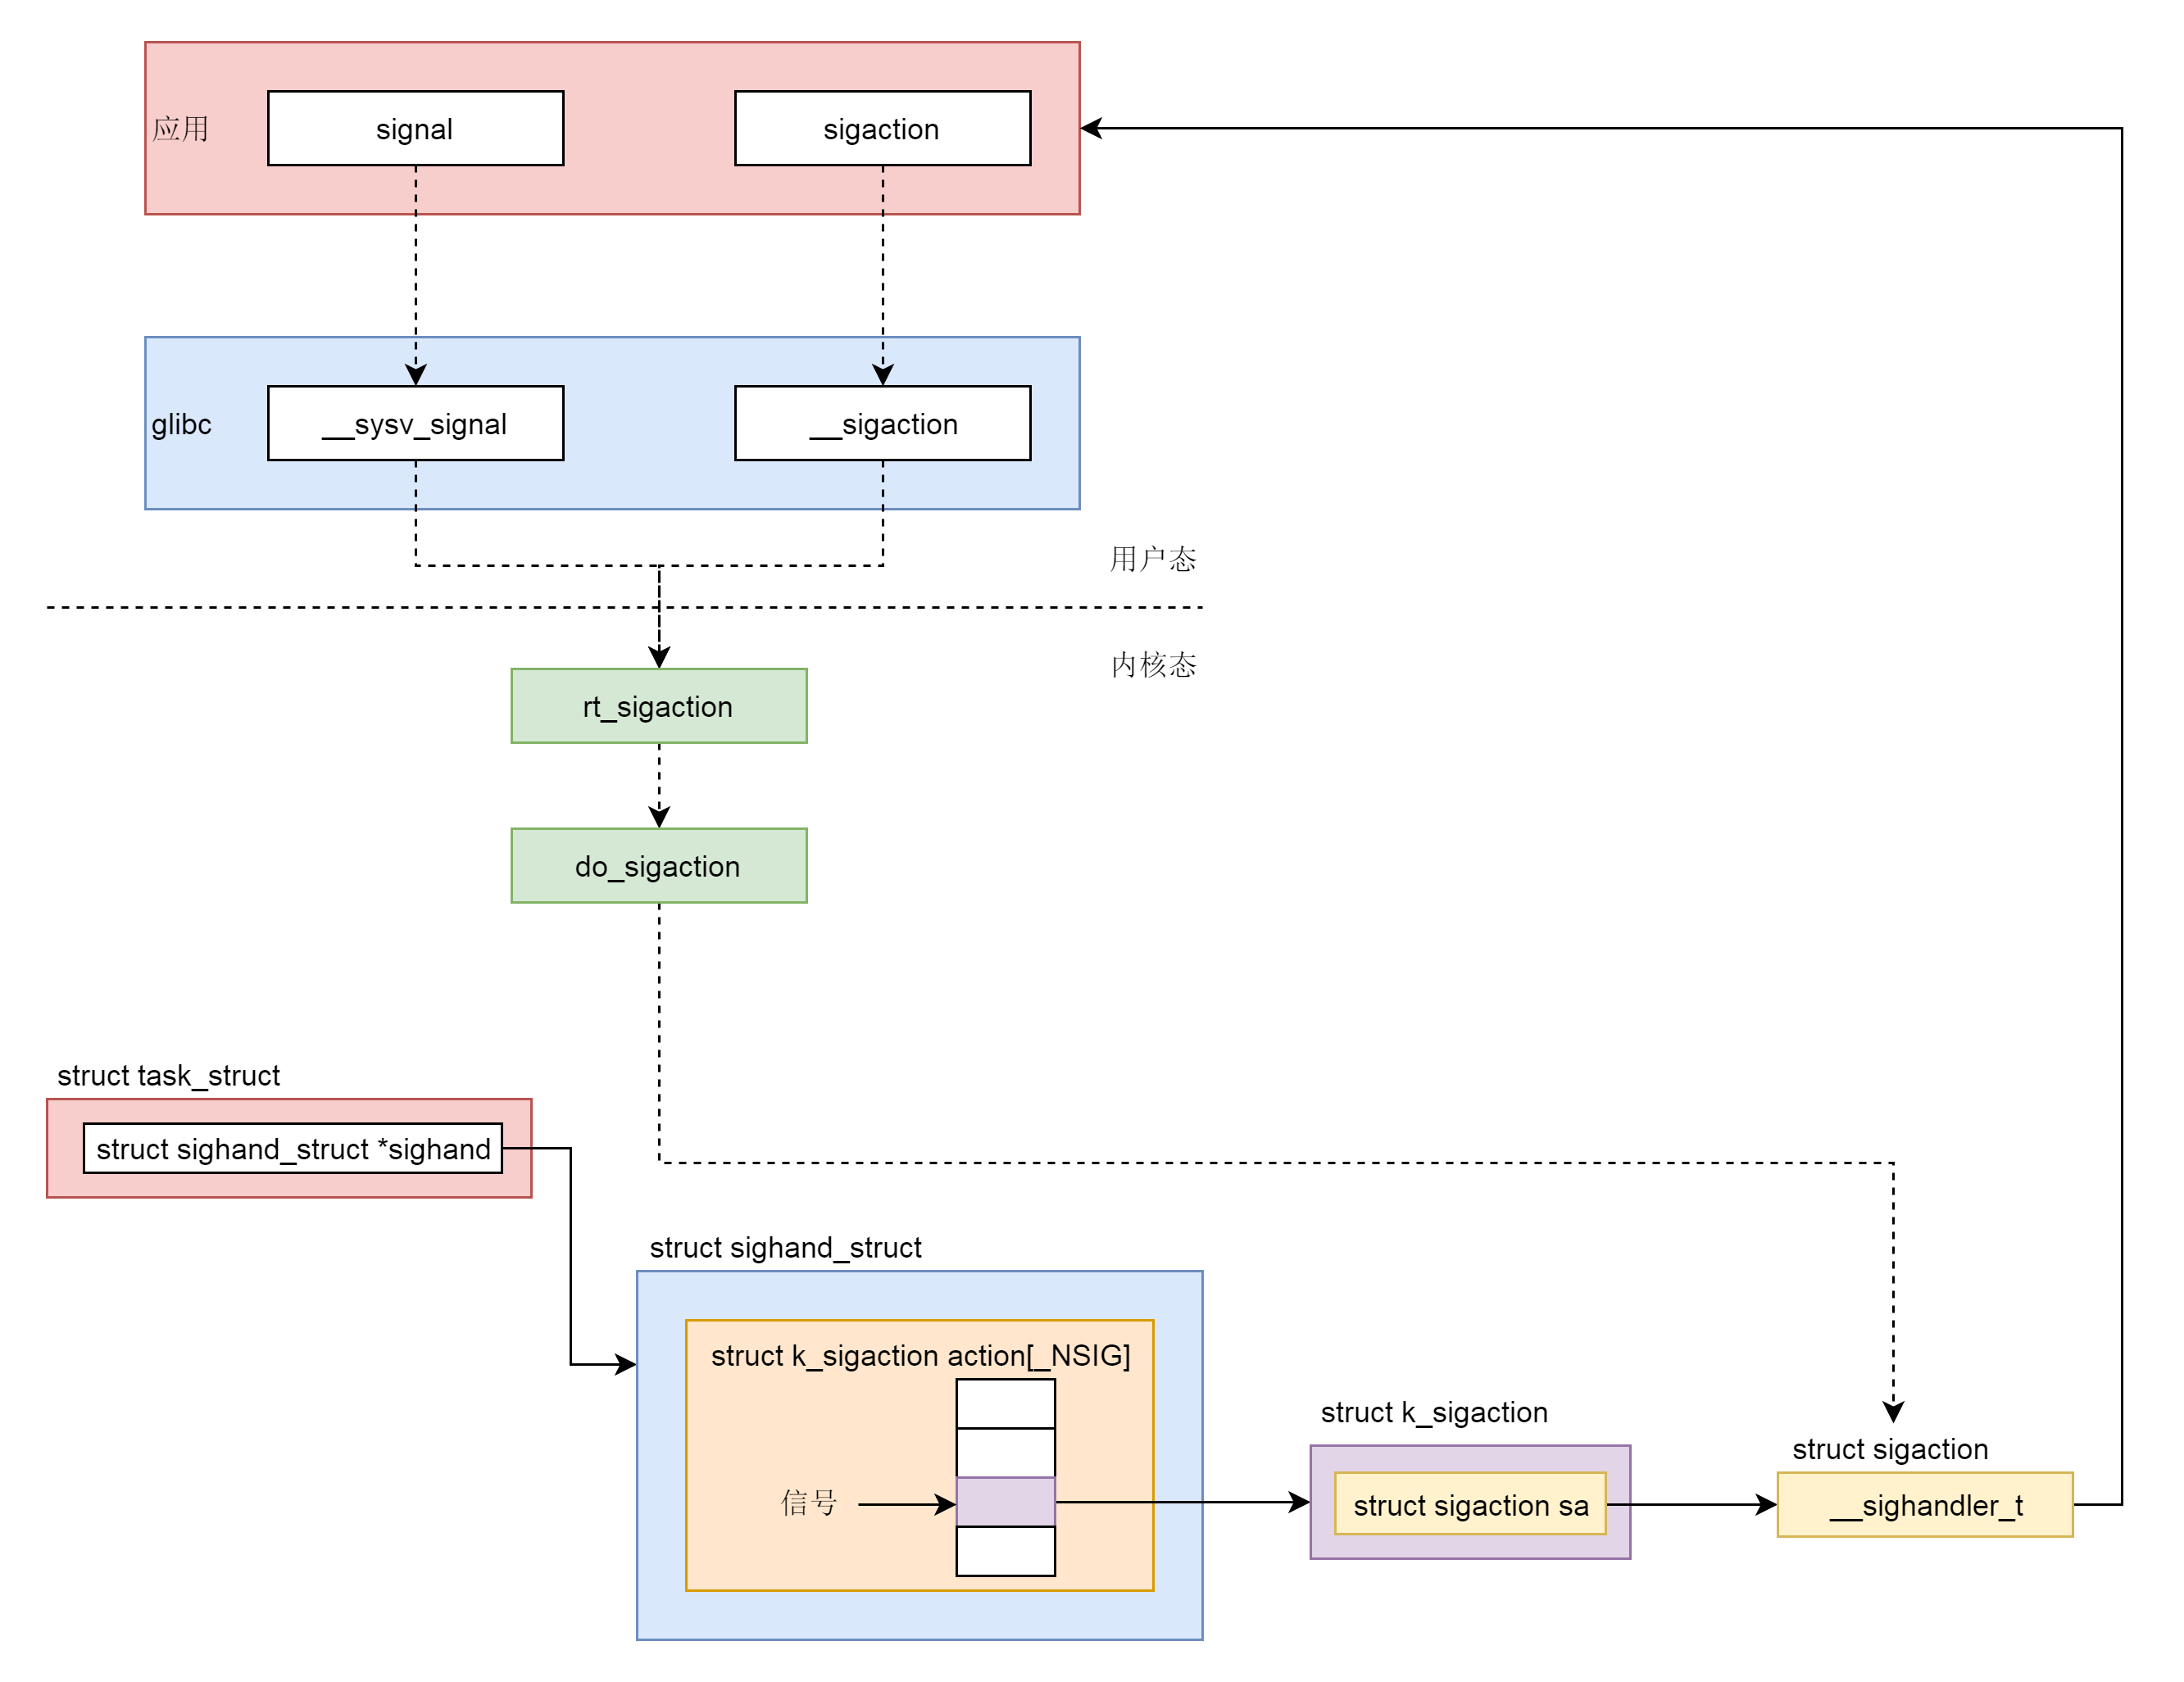 应用
signal
sigaction
glibc
__sysv_signal
__sigaction
用户态
内核态
rt_sigaction
do_sigaction
struct task_struct
struct sighand_struct *sighand
struct sighand_struct
struct k_sigaction action[_NSIG]
信号
struct k_sigaction
struct sigaction sa
struct sigaction
__sighandler_t